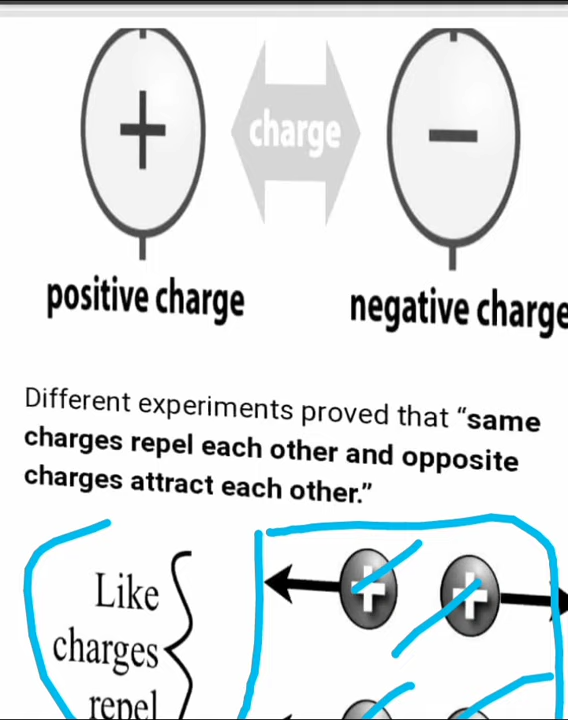 +
charge
−
positive charge
negative charge
Different experiments proved that “same
charges repel each other and opposite
charges attract each other.”
Like
charges
repel
+ +